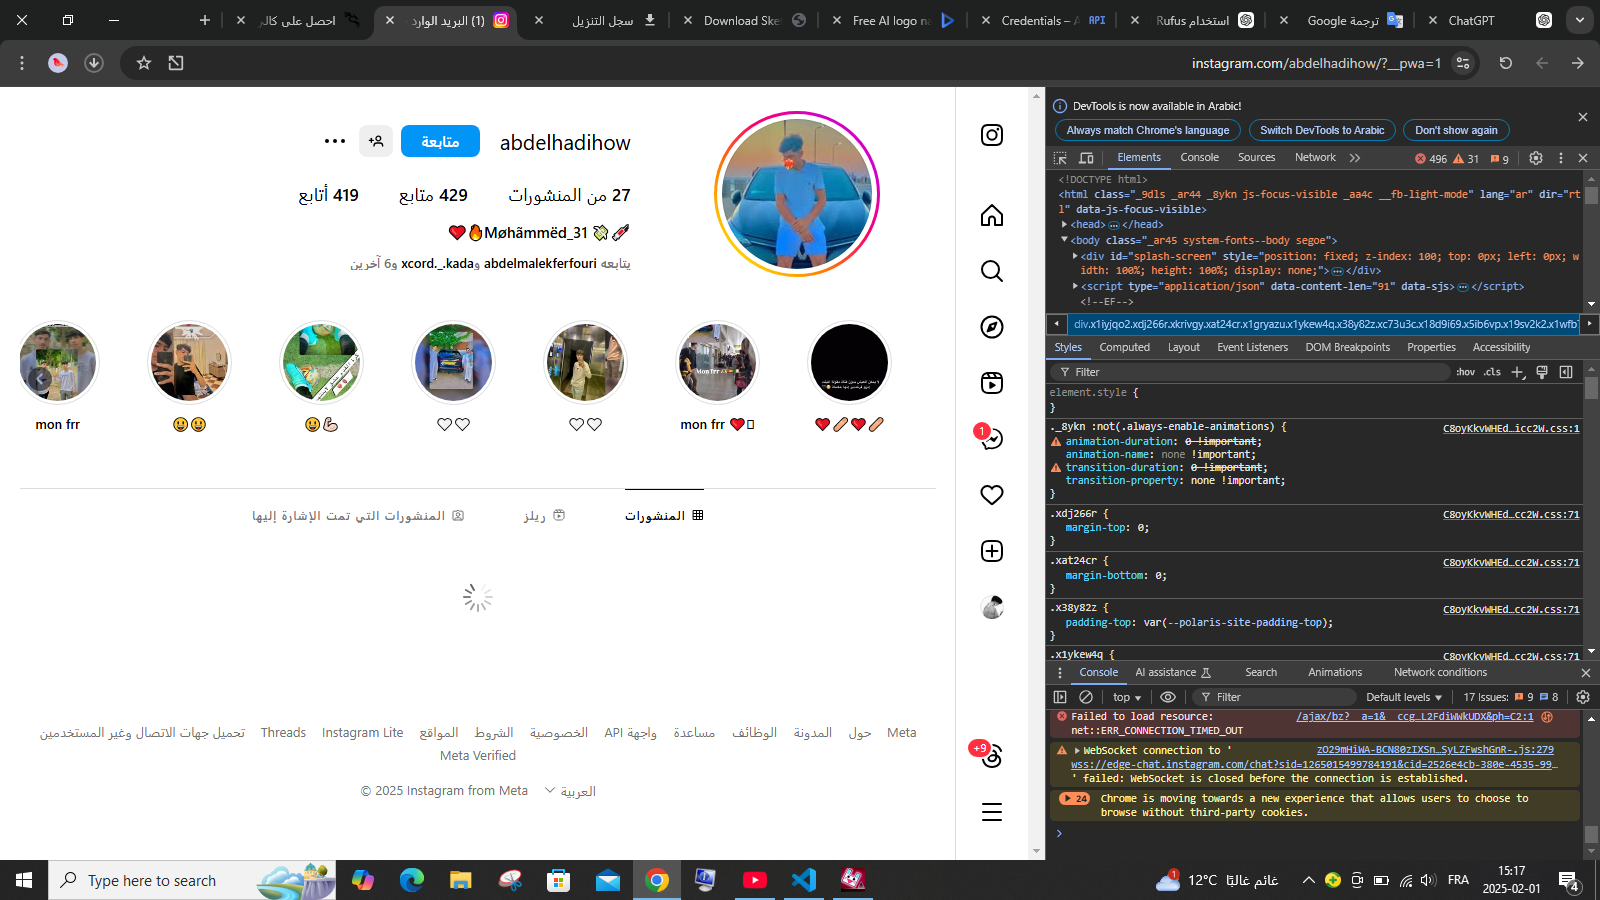 احصل على كالي
(1) البريد الوارد
سجل التنزيل
Download Ske
Free AI logo na
Credentials – A
API
استخدام Rufus
ترجمة Google
ChatGPT
instagram.com/abdelhadihow/?__pwa=1
abdelhadihow
متابعة
27 من المنشورات
429 متابع
419 أتابع
❤️🔥Møhãmmëd_31 💸🧨
يتابعه abdelmalekferfouri وxcord._.kada و6 آخرين
mon frr
😃😃
😃💪
🤍🤍
🤍🤍
mon frr ❤️
❤️🩹❤️🩹
المنشورات
ريلز
المنشورات التي تمت الإشارة إليها
Meta
حول
المدونة
الوظائف
مساعدة
واجهة API
الخصوصية
الشروط
المواقع
Instagram Lite
Threads
تحميل جهات الاتصال وغير المستخدمين
Meta Verified
العربية
© 2025 Instagram from Meta
1
+9
DevTools is now available in Arabic!
Always match Chrome's language
Switch DevTools to Arabic
Don't show again
Elements
Console
Sources
Network
496
31
9
<!DOCTYPE html>
<html class="_9dls _ar44 _8ykn js-focus-visible _aa4c __fb-light-mode" lang="ar" dir="rt
l" data-js-focus-visible>
<head>…</head>
<body class="_ar45 system-fonts--body segoe">
<div id="splash-screen" style="position: fixed; z-index: 100; top: 0px; left: 0px; w
idth: 100%; height: 100%; display: none;">…</div>
<script type="application/json" data-content-len="91" data-sjs>…</script>
<!--EF-->
div.x1iyjqo2.xdj266r.xkrivgy.xat24cr.x1gryazu.x1ykew4q.x38y82z.xc73u3c.x18d9i69.x5ib6vp.x19sv2k2.x1wfb
Styles
Computed
Layout
Event Listeners
DOM Breakpoints
Properties
Accessibility
Filter
:hov
.cls
element.style {
}
._8ykn :not(.always-enable-animations) {
C8oyKkvWHEd…icc2W.css:1
animation-duration: 0 !important;
animation-name: none !important;
transition-duration: 0 !important;
transition-property: none !important;
}
.xdj266r {
C8oyKkvWHEd…cc2W.css:71
margin-top: 0;
}
.xat24cr {
C8oyKkvWHEd…cc2W.css:71
margin-bottom: 0;
}
.x38y82z {
C8oyKkvWHEd…cc2W.css:71
padding-top: var(--polaris-site-padding-top);
}
.x1ykew4q {
C8oyKkvWHEd…cc2W.css:71
Console
AI assistance
Search
Animations
Network conditions
top
Filter
Default levels
17 Issues:
9
8
Failed to load resource:
/ajax/bz?__a=1&__ccg…L2FdiWWkUDX&ph=C2:1
net::ERR_CONNECTION_TIMED_OUT
WebSocket connection to '
zO29mHiWA-BCN80zIXSn…SyLZFwshGnR-.js:279
wss://edge-chat.instagram.com/chat?sid=1265015499784191&cid=2526e4cb-380e-4535-99…
' failed: WebSocket is closed before the connection is established.
24
Chrome is moving towards a new experience that allows users to choose to
browse without third-party cookies.
Type here to search
1
12°C غائم غالبًا
FRA
15:17
2025-02-01
4